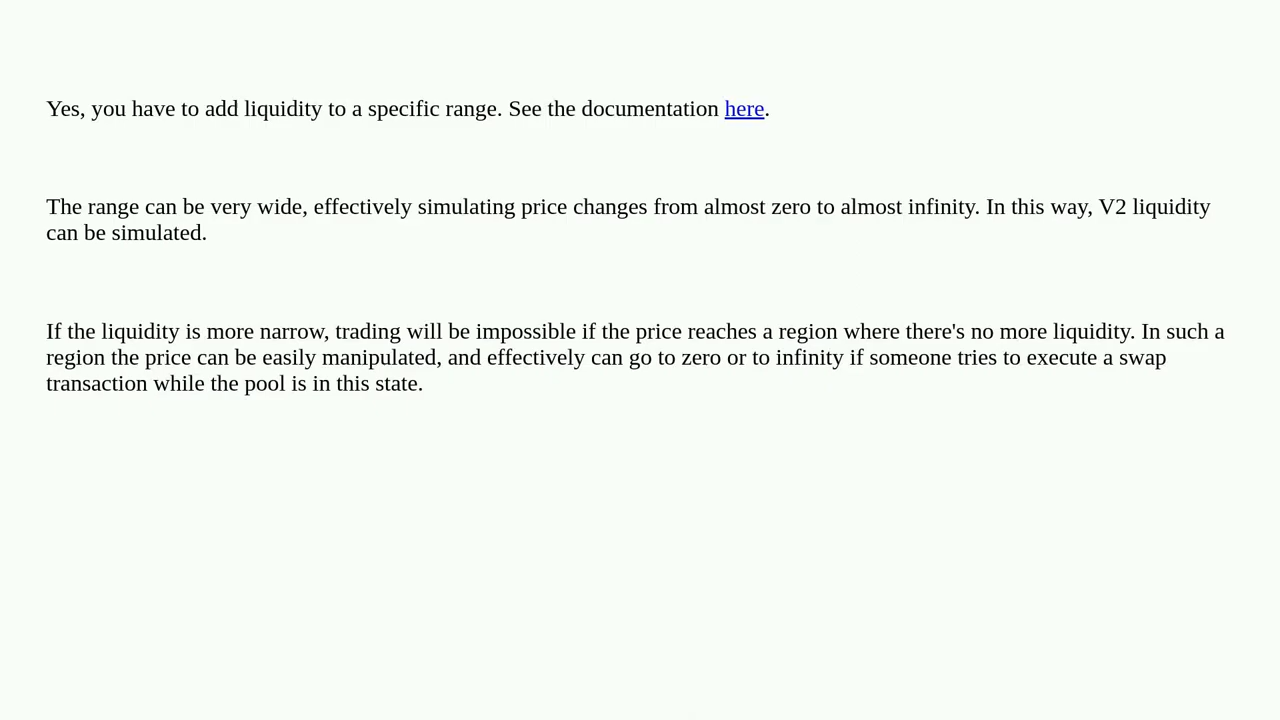 Yes, you have to add liquidity to a specific range. See the documentation here.
The range can be very wide, effectively simulating price changes from almost zero to almost infinity. In this way, V2 liquidity
can be simulated.
If the liquidity is more narrow, trading will be impossible if the price reaches a region where there's no more liquidity. In such a
region the price can be easily manipulated, and effectively can go to zero or to infinity if someone tries to execute a swap
transaction while the pool is in this state.